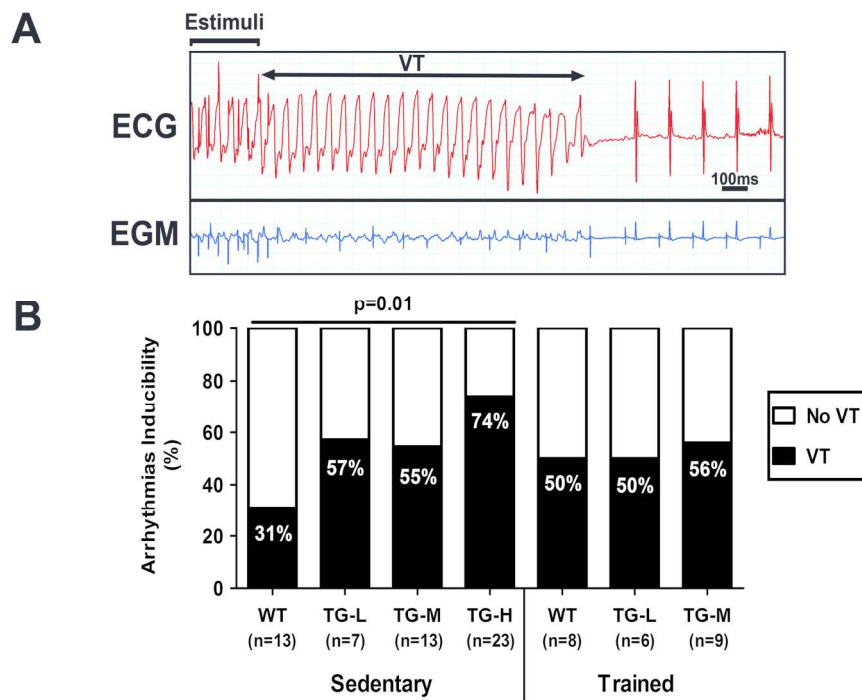 A
Estimuli
VT
ECG
100ms
EGM
B
p=0.01
Arrhythmias Inducibility
(%)
100
80
60
40
20
0
31%
57%
55%
74%
50%
50%
56%
No VT
VT
WT TG-L TG-M TG-H WT TG-L TG-M
(n=13) (n=7) (n=13) (n=23) (n=8) (n=6) (n=9)
Sedentary Trained